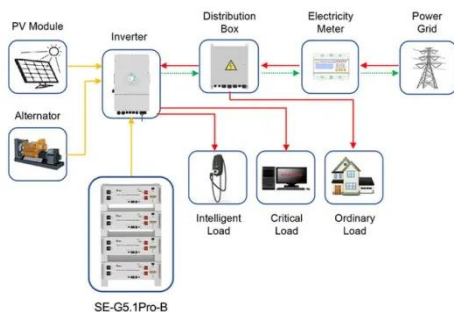 PV Module
Inverter
Distribution
Box
Electricity
Meter
Power
Grid
Alternator
Intelligent
Load
Critical
Load
Ordinary
Load
SE-G5.1Pro-B